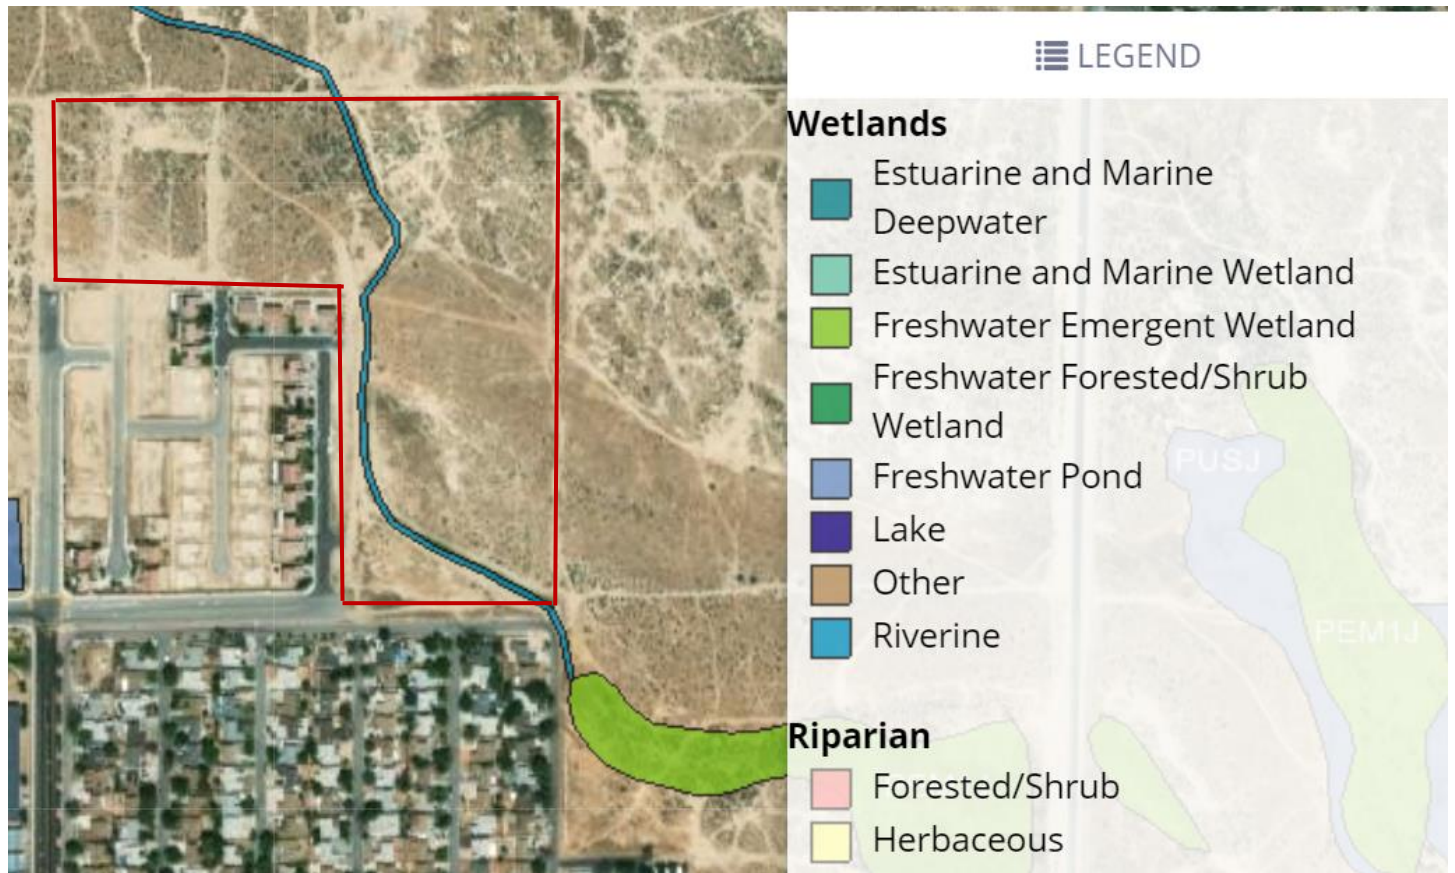 LEGEND
Wetlands
Estuarine and Marine
Deepwater
Estuarine and Marine Wetland
Freshwater Emergent Wetland
Freshwater Forested/Shrub
Wetland
Freshwater Pond
PUSJ
Lake
Other
Riverine
PEM1J
Riparian
Forested/Shrub
Herbaceous